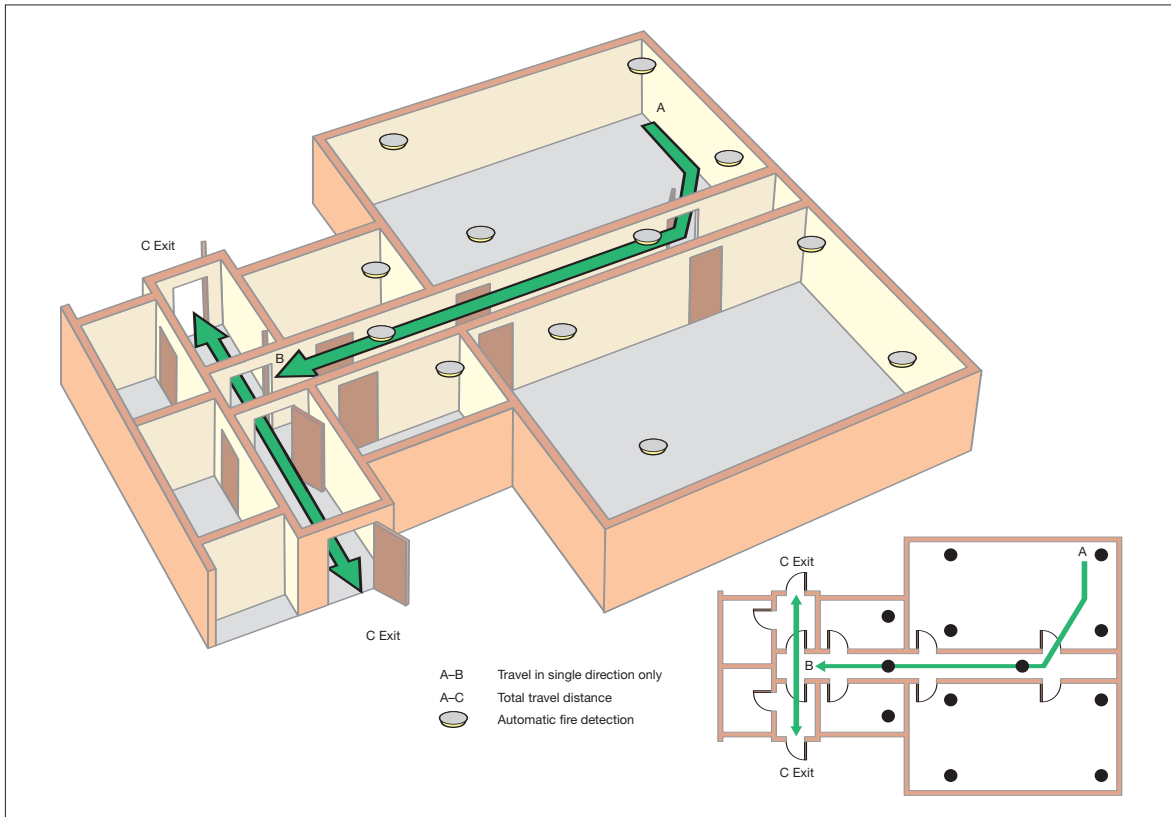 A
C Exit
B
C Exit
A–B Travel in single direction only
A–C Total travel distance
Automatic fire detection
C Exit
A
B
C Exit